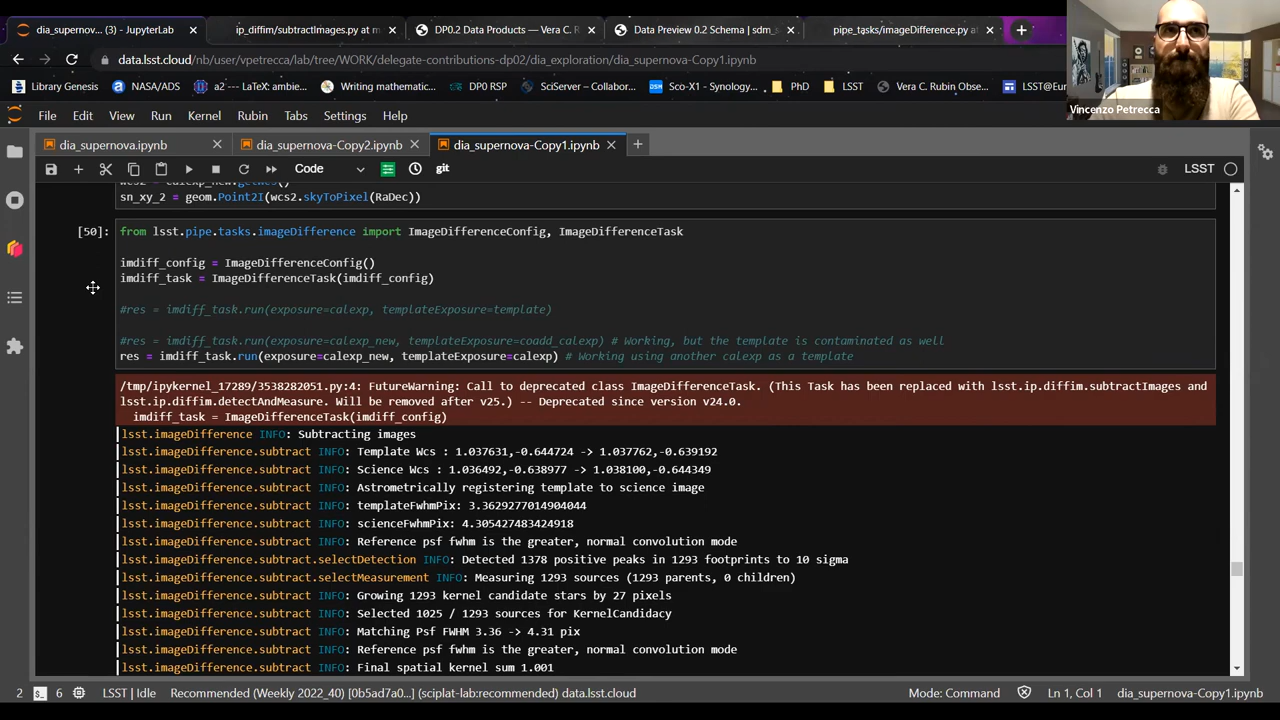 dia_supernov... (3) - JupyterLab
ip_diffim/subtractImages.py at m
DP0.2 Data Products — Vera C. R
Data Preview 0.2 Schema | sdm_s
pipe_tasks/imageDifference.py at
data.lsst.cloud/nb/user/vpetrecca/lab/tree/WORK/delegate-contributions-dp02/dia_exploration/dia_supernova-Copy1.ipynb
Library Genesis
NASA/ADS
a2 -- LaTeX: ambie...
Writing mathematic...
DP0 RSP
SciServer – Collabor...
Sco-X1 - Synology...
PhD
LSST
Vera C. Rubin Obse...
LSST@Eur
Vincenzo Petrecca
File Edit View Run Kernel Rubin Tabs Settings Help
dia_supernova.ipynb
dia_supernova-Copy2.ipynb
dia_supernova-Copy1.ipynb
Code
git
LSST
sn_xy_2 = geom.Point2I(wcs2.skyToPixel(RaDec))
[50]:
from lsst.pipe.tasks.imageDifference import ImageDifferenceConfig, ImageDifferenceTask
imdiff_config = ImageDifferenceConfig()
imdiff_task = ImageDifferenceTask(imdiff_config)
#res = imdiff_task.run(exposure=calexp, templateExposure=template)
#res = imdiff_task.run(exposure=calexp_new, templateExposure=coadd_calexp) # Working, but the template is contaminated as well
res = imdiff_task.run(exposure=calexp_new, templateExposure=calexp) # Working using another calexp as a template
/tmp/ipykernel_17289/3538282051.py:4: FutureWarning: Call to deprecated class ImageDifferenceTask. (This Task has been replaced with lsst.ip.diffim.subtractImages and
lsst.ip.diffim.detectAndMeasure. Will be removed after v25.) -- Deprecated since version v24.0.
imdiff_task = ImageDifferenceTask(imdiff_config)
lsst.imageDifference INFO: Subtracting images
lsst.imageDifference.subtract INFO: Template Wcs : 1.037631,-0.644724 -> 1.037762,-0.639192
lsst.imageDifference.subtract INFO: Science Wcs : 1.036492,-0.638977 -> 1.038100,-0.644349
lsst.imageDifference.subtract INFO: Astrometrically registering template to science image
lsst.imageDifference.subtract INFO: templateFwhmPix: 3.3629277014904044
lsst.imageDifference.subtract INFO: scienceFwhmPix: 4.305427483424918
lsst.imageDifference.subtract INFO: Reference psf fwhm is the greater, normal convolution mode
lsst.imageDifference.subtract.selectDetection INFO: Detected 1378 positive peaks in 1293 footprints to 10 sigma
lsst.imageDifference.subtract.selectMeasurement INFO: Measuring 1293 sources (1293 parents, 0 children)
lsst.imageDifference.subtract INFO: Growing 1293 kernel candidate stars by 27 pixels
lsst.imageDifference.subtract INFO: Selected 1025 / 1293 sources for KernelCandidacy
lsst.imageDifference.subtract INFO: Matching Psf FWHM 3.36 -> 4.31 pix
lsst.imageDifference.subtract INFO: Reference psf fwhm is the greater, normal convolution mode
lsst.imageDifference.subtract INFO: Final spatial kernel sum 1.001
2
6
LSST | Idle
Recommended (Weekly 2022_40) [0b5ad7a0...] (sciplat-lab:recommended) data.lsst.cloud
Mode: Command
Ln 1, Col 1
dia_supernova-Copy1.ipynb